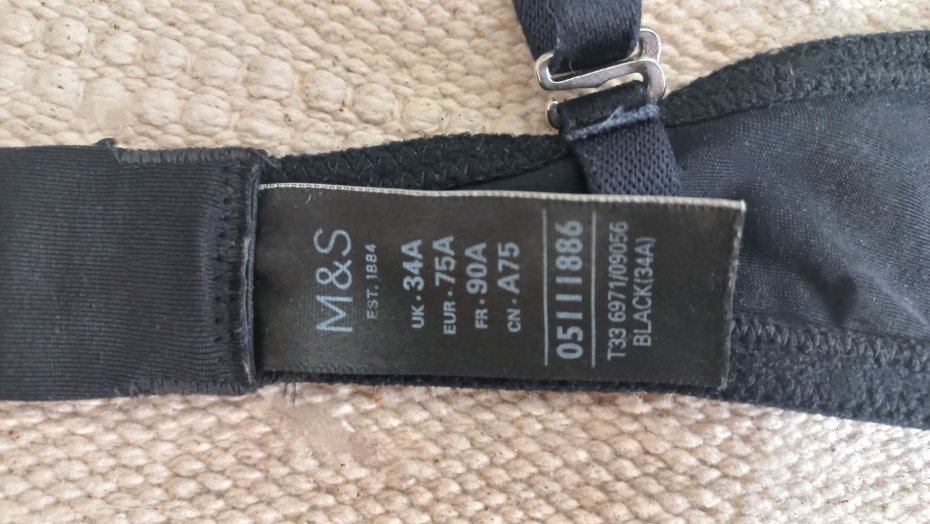 M&S
EST. 1884
UK • 34A
EUR • 75A
FR • 90A
CN • A75
05111886
T33 6971/09056
BLACK(34A)